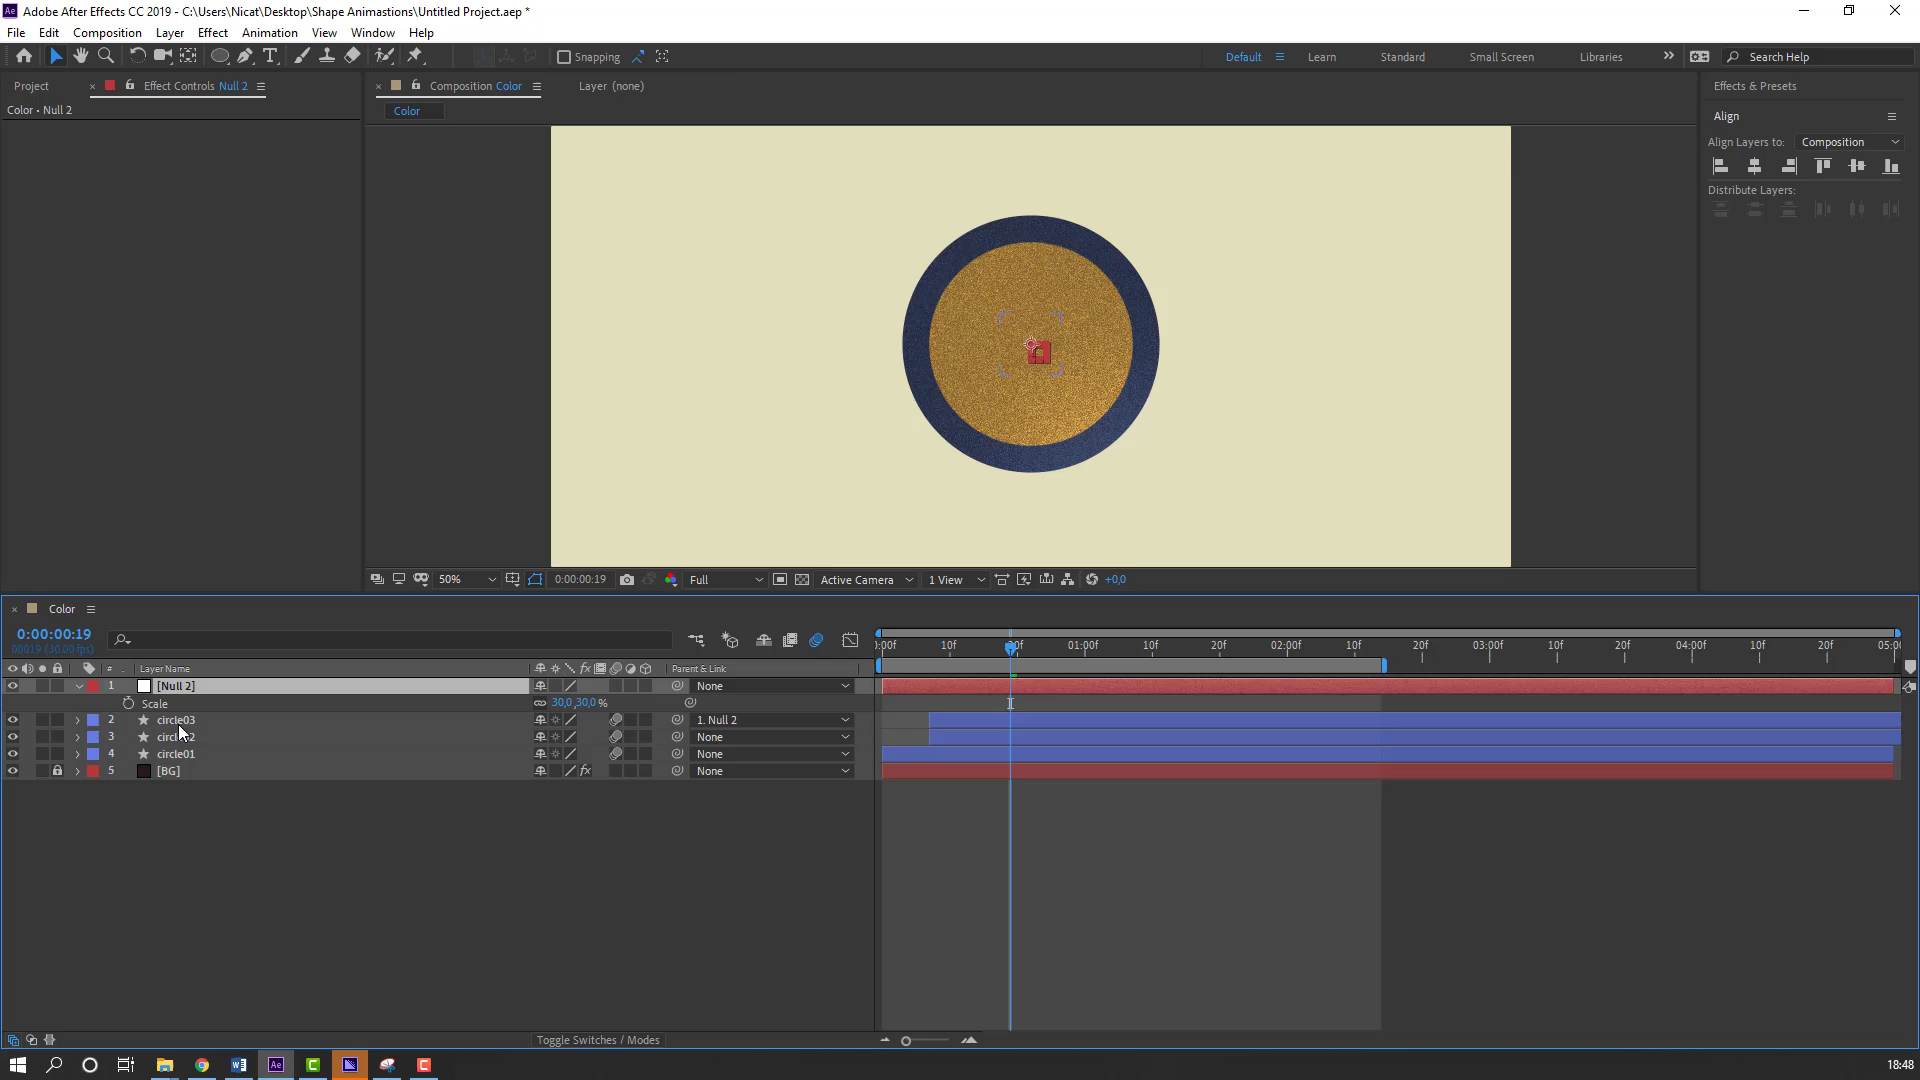 Adobe After Effects CC 2019 - C:\Users\Nicat\Desktop\Shape Animastions\Untitled Project.aep *
File Edit Composition Layer Effect Animation View Window Help
Snapping Default Learn Standard Small Screen Libraries Search Help
Project Effect Controls Null 2 Composition Color Layer (none) Effects & Presets
Color • Null 2 Color Align
Align Layers to: Composition
Distribute Layers:
50% 0:00:00:19 Full Active Camera 1 View +0,0
Color
0:00:00:19
00019 (30.00 fps)
10f 01:00f 10f 20f 02:00f 10f 20f 03:00f 10f 20f 04:00f 10f 20f
# Layer Name Parent & Link
1 [Null 2] None
Scale 30,0 ,30,0 %
2 circle03 1. Null 2
3 None
4 circle01 None
5 [BG] None
Toggle Switches / Modes
18:48